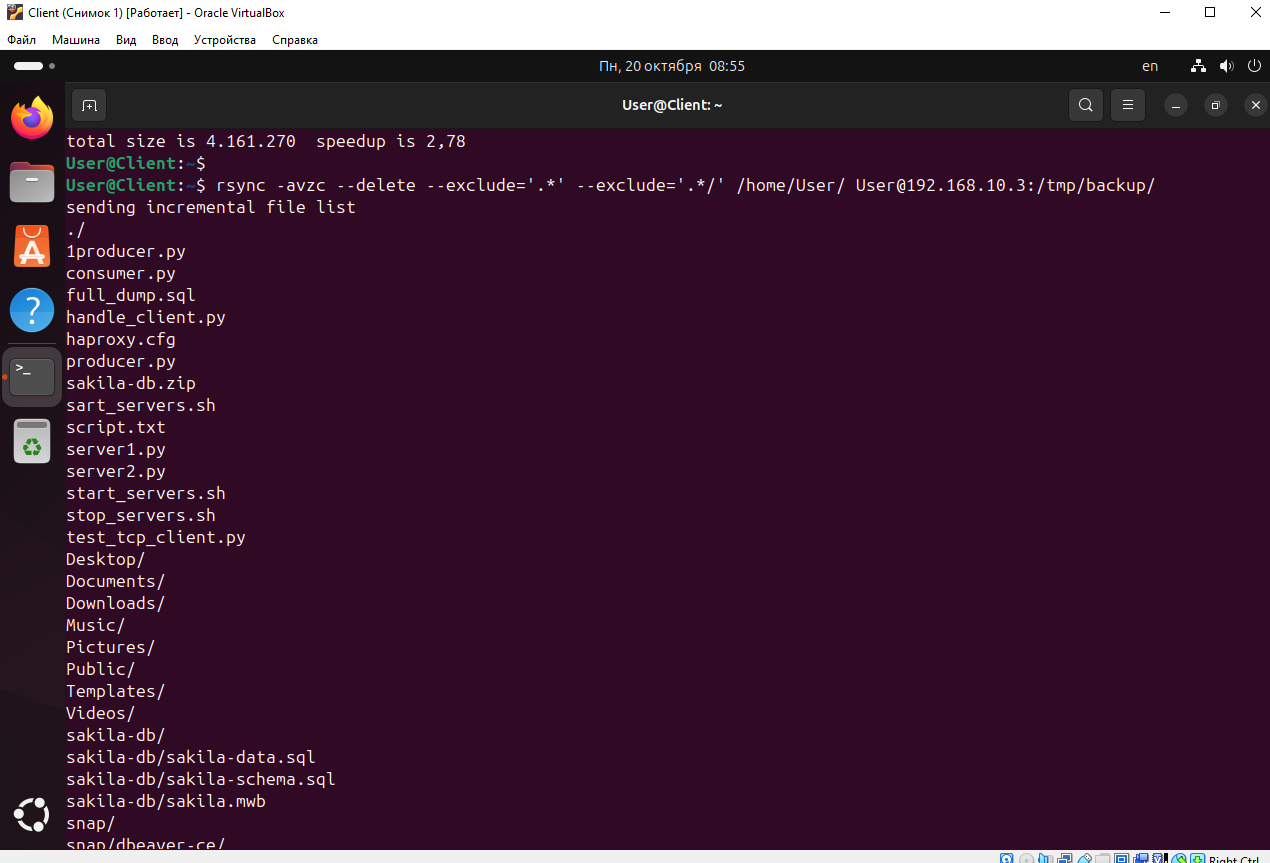 Client (Снимок 1) [Работает] - Oracle VirtualBox
Файл Машина Вид Ввод Устройства Справка
Пн, 20 октября 08:55 en
User@Client: ~
total size is 4.161.270  speedup is 2,78
User@Client:~$
User@Client:~$ rsync -avzc --delete --exclude='.*' --exclude='.*/' /home/User/ User@192.168.10.3:/tmp/backup/
sending incremental file list
./
1producer.py
consumer.py
full_dump.sql
handle_client.py
haproxy.cfg
producer.py
sakila-db.zip
sart_servers.sh
script.txt
server1.py
server2.py
start_servers.sh
stop_servers.sh
test_tcp_client.py
Desktop/
Documents/
Downloads/
Music/
Pictures/
Public/
Templates/
Videos/
sakila-db/
sakila-db/sakila-data.sql
sakila-db/sakila-schema.sql
sakila-db/sakila.mwb
snap/
snap/dbeaver-ce/
Right Ctrl